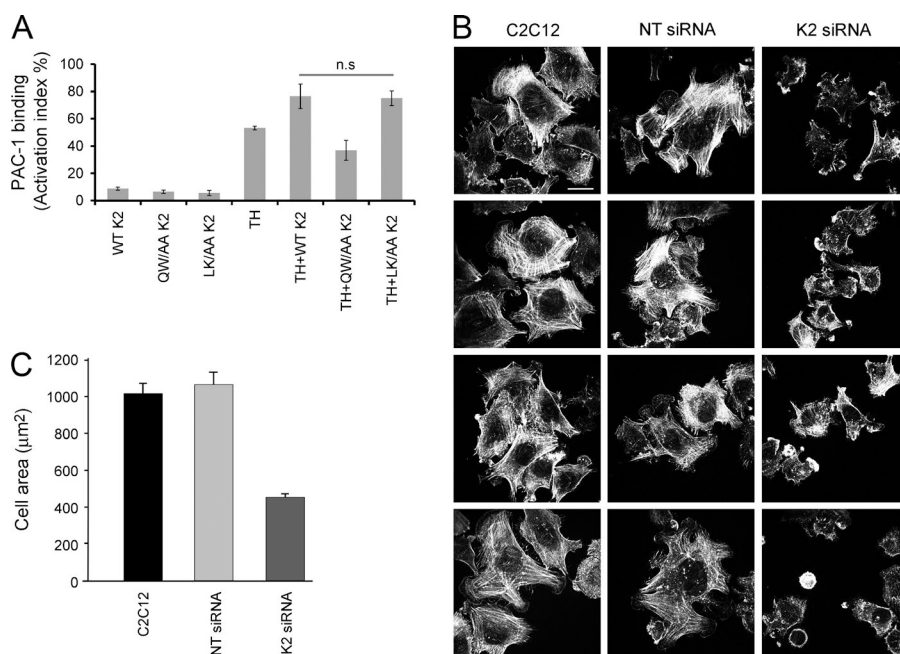 A
PAC-1 binding
(Activation index %)
100
80
60
40
20
0
n.s
WT K2
QW/AA K2
LK/AA K2
TH
TH+WT K2
TH+QW/AA K2
TH+LK/AA K2
B
C2C12
NT siRNA
K2 siRNA
C
Cell area (µm2)
1200
1000
800
600
400
200
0
C2C12
NT siRNA
K2 siRNA